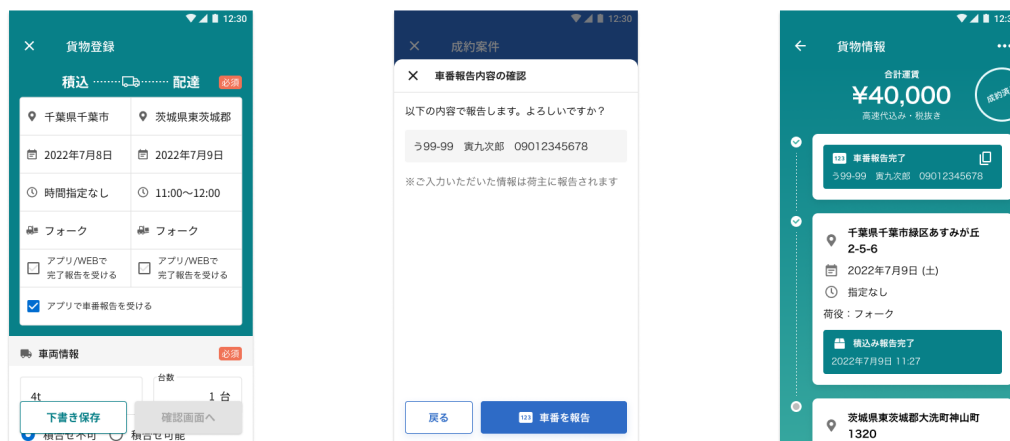 12:30
貨物登録
積込
配達
必須
千葉県千葉市
茨城県東茨城郡
2022年7月8日
2022年7月9日
時間指定なし
11:00〜12:00
フォーク
フォーク
アプリ/WEBで
完了報告を受ける
アプリ/WEBで
完了報告を受ける
アプリで車番報告を受ける
車両情報
必須
台数
4t
1 台
下書き保存
確認画面へ
積合せ不可
積合せ可能
12:30
成約案件
車番報告内容の確認
以下の内容で報告します。よろしいですか？
う99-99 寅九次郎 09012345678
※ご入力いただいた情報は荷主に報告されます
戻る
123 車番を報告
貨物情報
合計運賃
¥40,000
高速代込み・税抜き
123 車番報告完了
う99-99 寅九次郎 09012345678
千葉県千葉市緑区あすみが丘
2-5-6
2022年7月9日 (土)
指定なし
荷役：フォーク
積込み報告完了
2022年7月9日 11:27
茨城県東茨城郡大洗町神山町
1320